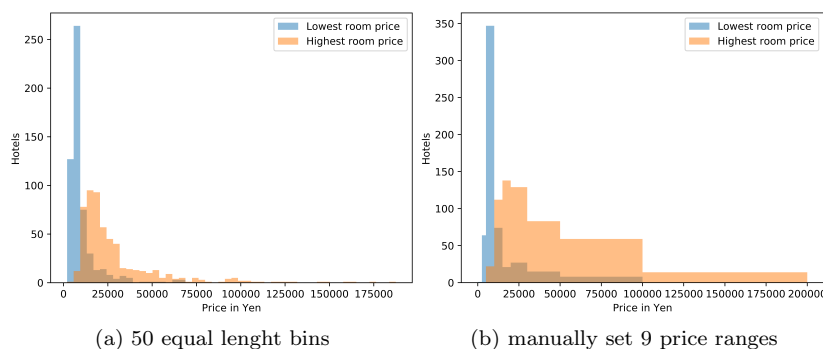 Lowest room price
Highest room price
250
200
150
100
50
0
Hotels
0 25000 50000 75000 100000 125000 150000 175000
Price in Yen
(a) 50 equal lenght bins
Lowest room price
Highest room price
350
300
250
200
150
100
50
0
Hotels
0 25000 50000 75000 100000 125000 150000 175000 200000
Price in Yen
(b) manually set 9 price ranges